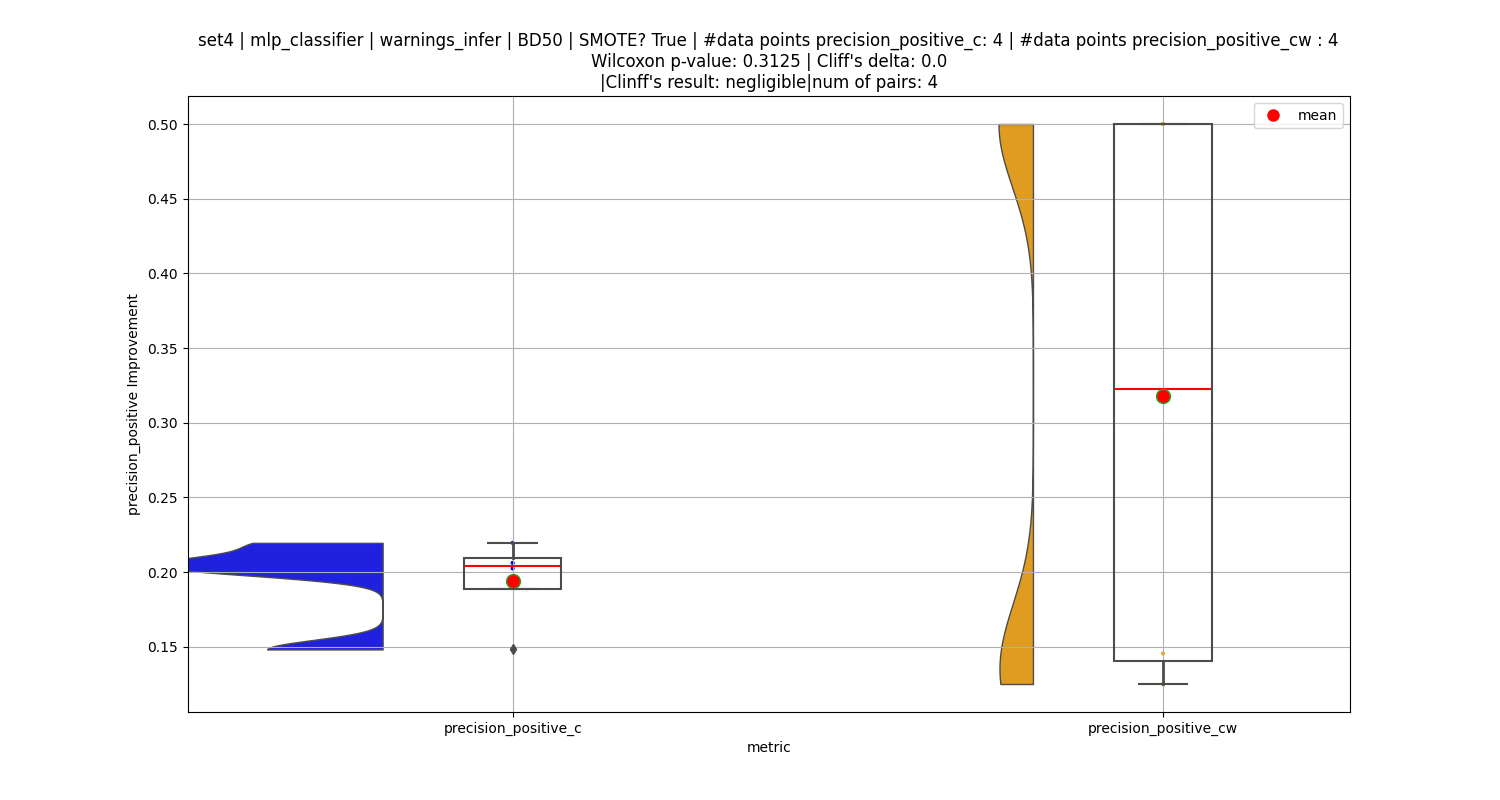 set4 | mlp_classifier | warnings_infer | BD50 | SMOTE? True | #data points precision_positive_c: 4 | #data points precision_positive_cw : 4
Wilcoxon p-value: 0.3125 | Cliff's delta: 0.0
|Clinff's result: negligible|num of pairs: 4
mean
0.50
0.45
0.40
0.35
0.30
0.25
0.20
0.15
precision_positive Improvement
precision_positive_c
precision_positive_cw
metric